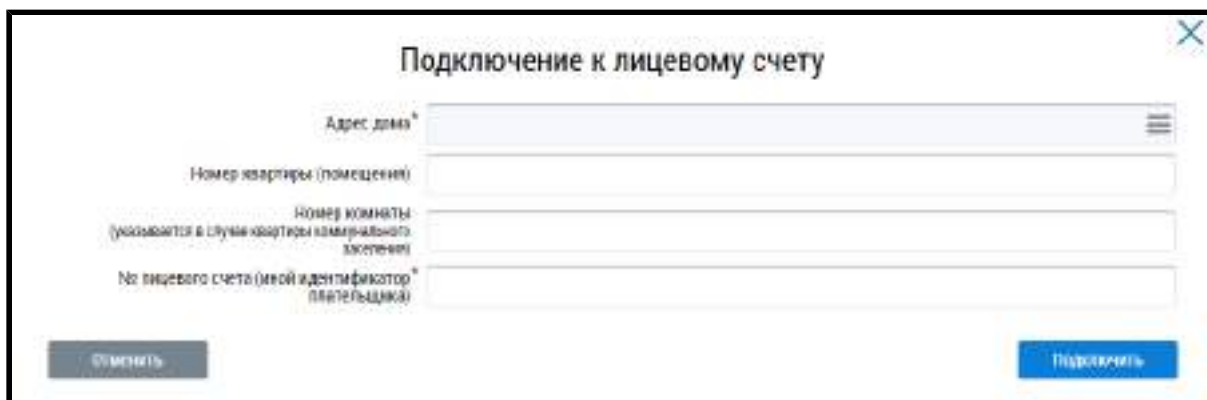 Подключение к лицевому счету
Адрес дома*
Номер квартиры (помещения)
Номер комнаты
(указывается в случае квартиры коммунального
заселения)
№ лицевого счета (иной идентификатор*
плательщика)
Отменить
Подключить